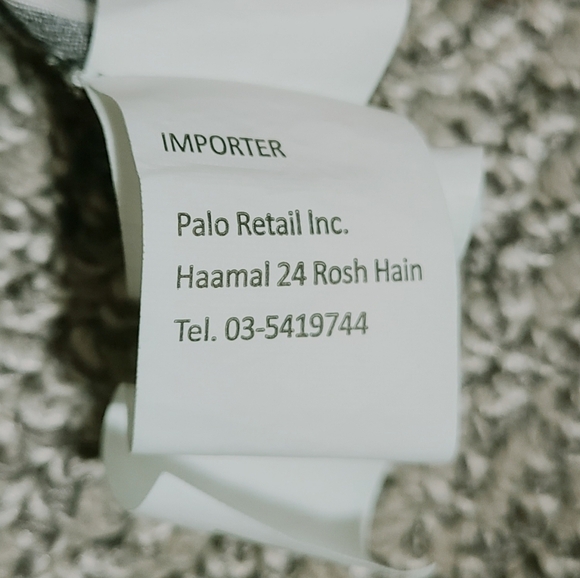 IMPORTER
Palo Retail Inc.
Haamal 24 Rosh Hain
Tel. 03-5419744